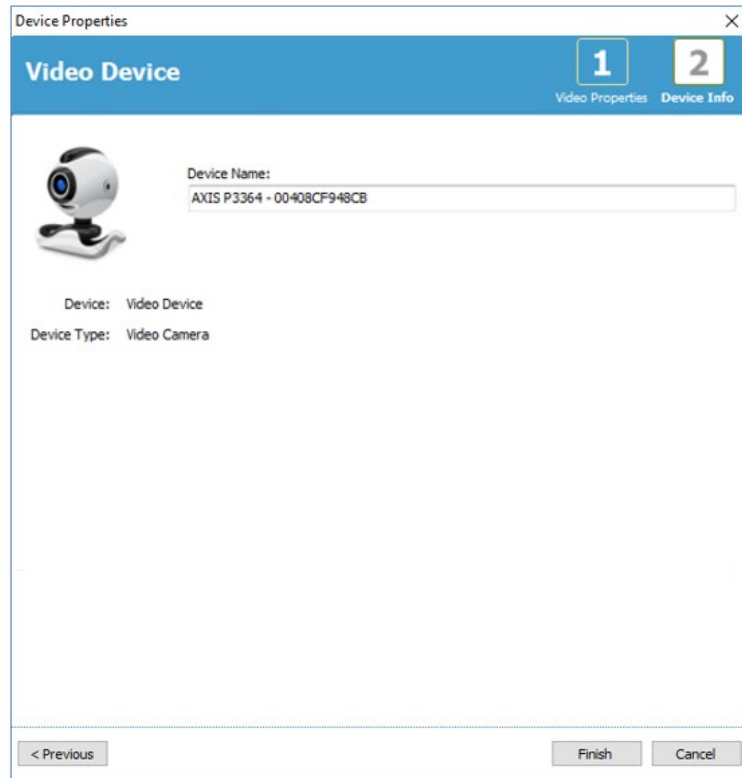 Device Properties
Video Device
1
Video Properties
2
Device Info
Device Name:
AXIS P3364 - 00408CF948CB
Device: Video Device
Device Type: Video Camera
< Previous
Finish
Cancel